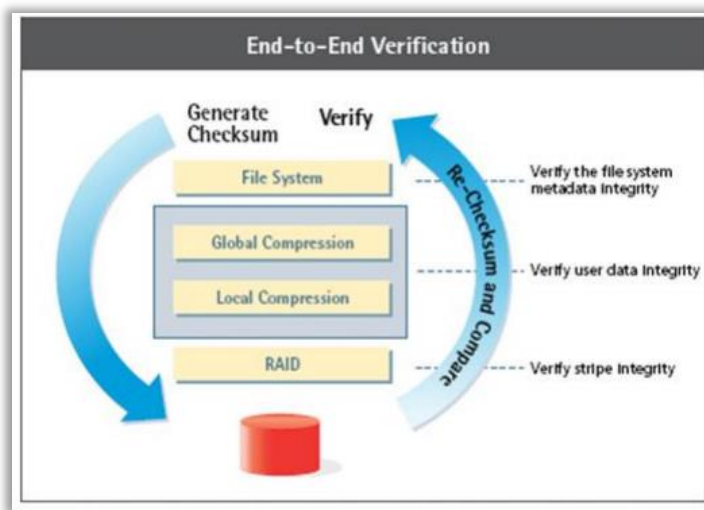 End-to-End Verification
Generate
Checksum
Verify
File System
Global Compression
Local Compression
RAID
Re-Checksum and Compare
Verify the file system
metadata integrity
Verify user data integrity
Verify stripe integrity